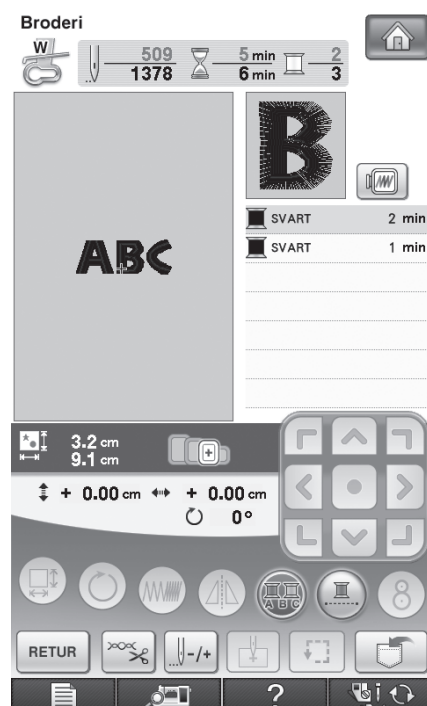 Broderi
W
509 5 min 2
1378 6 min 3
B
SVART 2 min
SVART 1 min
ABC
3.2 cm
9.1 cm
+ 0.00 cm + 0.00 cm
0°
A B C
8
RETUR -/+
?